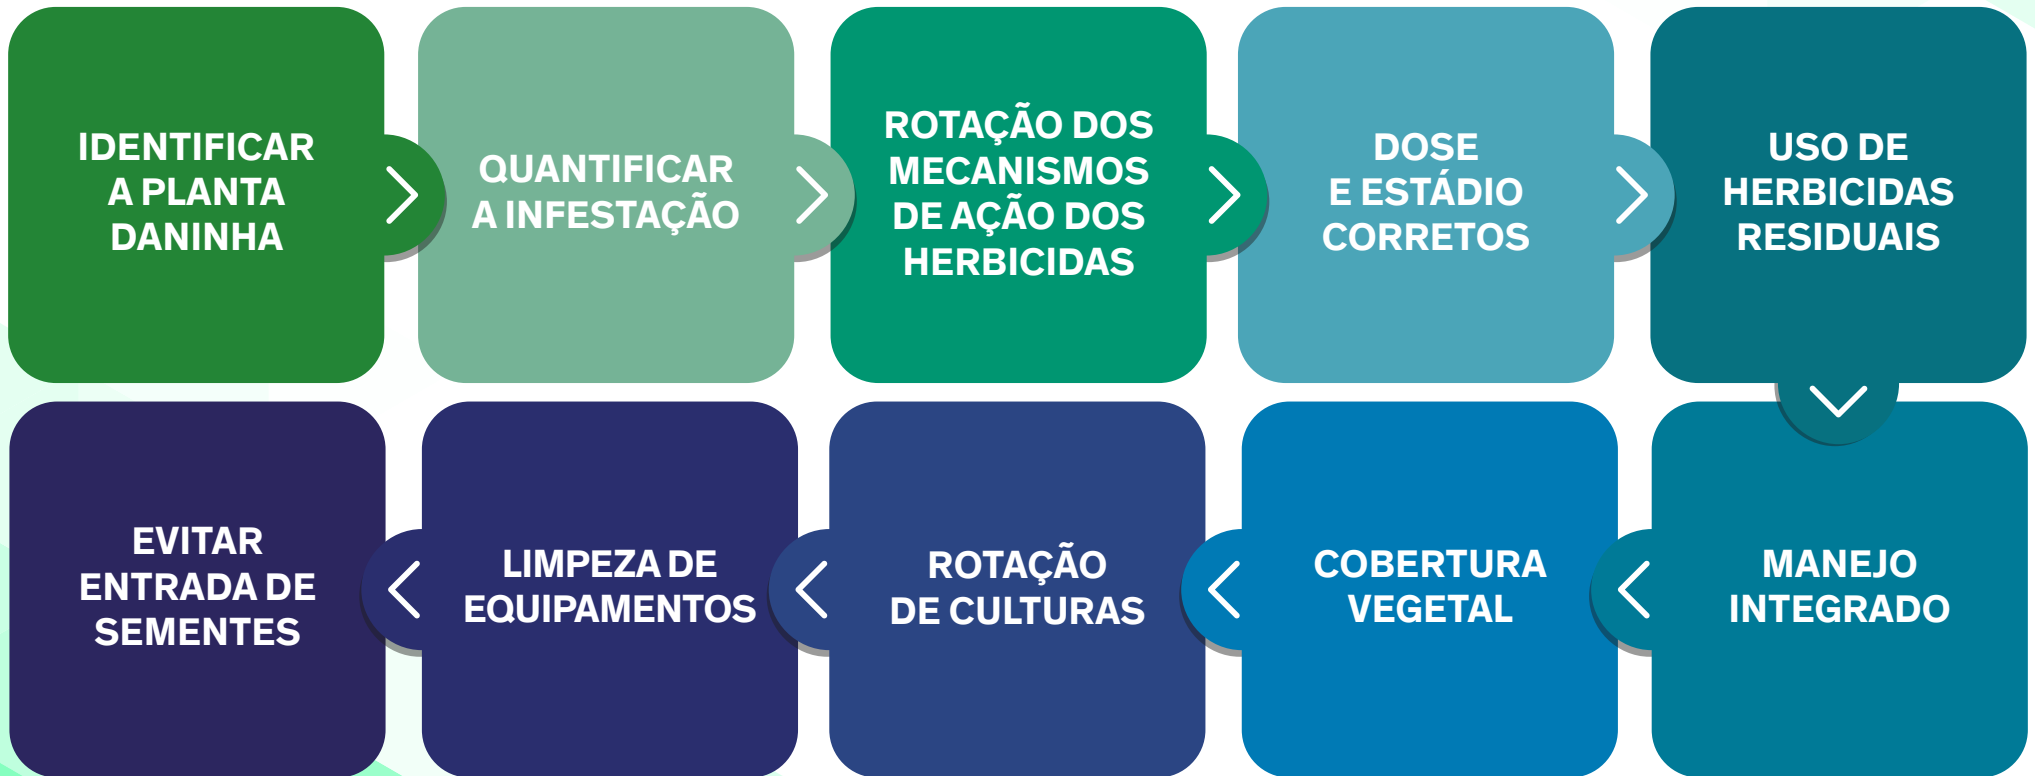 IDENTIFICAR
A PLANTA
DANINHA
QUANTIFICAR
A INFESTAÇÃO
ROTAÇÃO DOS
MECANISMOS
DE AÇÃO DOS
HERBICIDAS
DOSE
E ESTÁDIO
CORRETOS
USO DE
HERBICIDAS
RESIDUAIS
MANEJO
INTEGRADO
COBERTURA
VEGETAL
ROTAÇÃO
DE CULTURAS
LIMPEZA DE
EQUIPAMENTOS
EVITAR
ENTRADA DE
SEMENTES